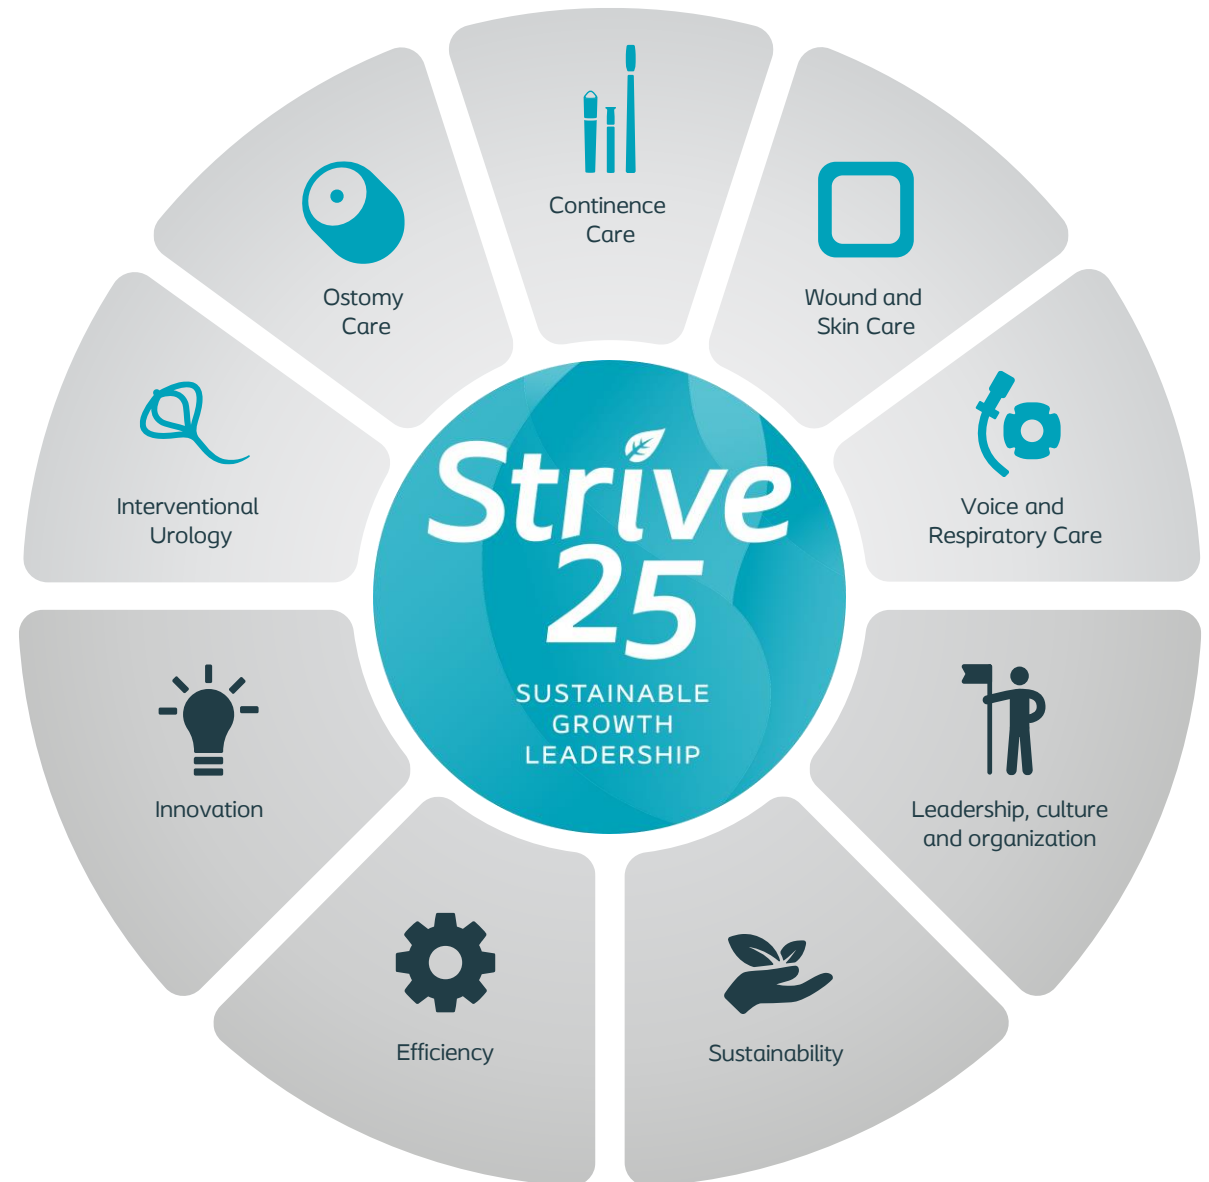 Continence
Care
Ostomy
Care
Wound and
Skin Care
Interventional
Urology
Voice and
Respiratory Care
Strive
25
SUSTAINABLE
GROWTH
LEADERSHIP
Innovation
Leadership, culture
and organization
Efficiency
Sustainability